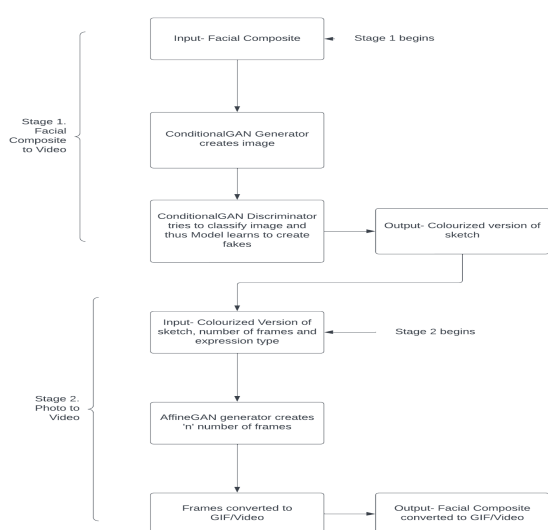 Input- Facial Composite
Stage 1 begins
Stage 1.
Facial
Composite
to Video
ConditionalGAN Generator
creates image
ConditionalGAN Discriminator
tries to classify image and
thus Model learns to create
fakes
Output- Colourized version of
sketch
Input- Colourized Version of
sketch, number of frames and
expression type
Stage 2 begins
Stage 2.
Photo to
Video
AffineGAN generator creates
'n' number of frames
Frames converted to
GIF/Video
Output- Facial Composite
converted to GIF/Video